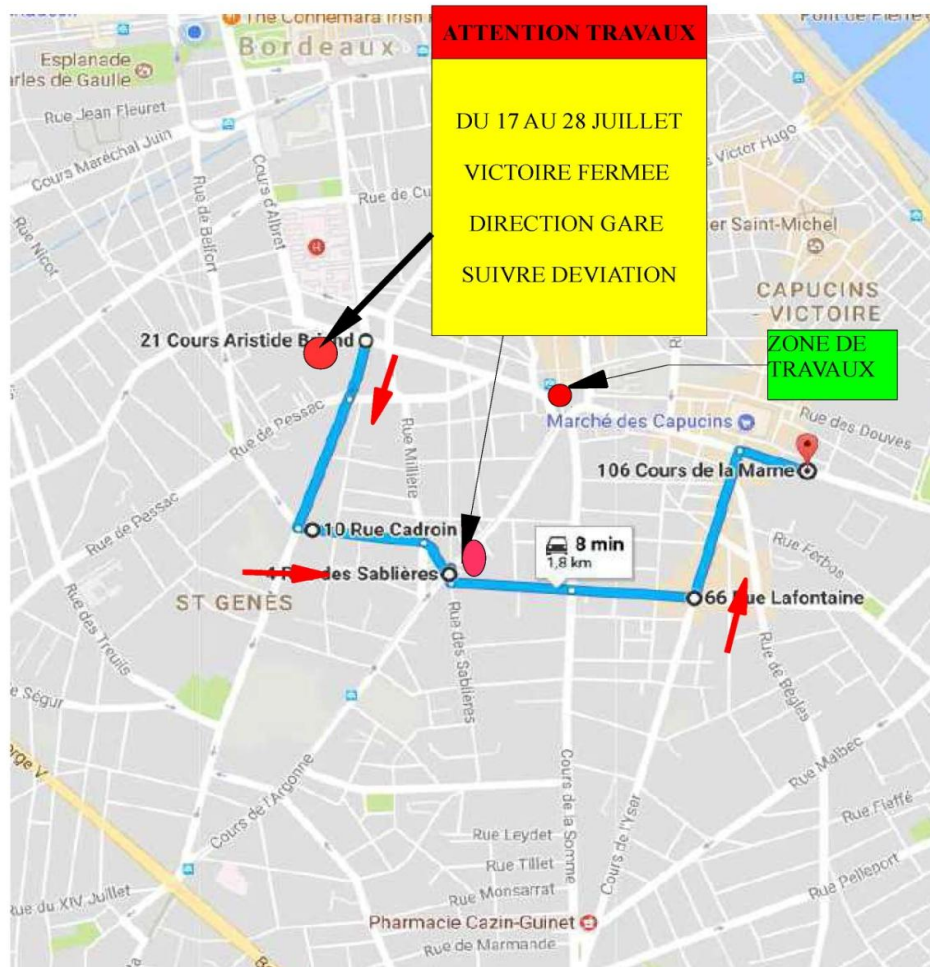 The Connemara Irish
Bordeaux
Esplanade
Charles de Gaulle
Rue Jean Fleuret
Cours Maréchal Juin
Rue de Belfort
Cours d'Albret
Rue de Cu
Rue Nicot
ATTENTION TRAVAUX
DU 17 AU 28 JUILLET
VICTOIRE FERMEE
DIRECTION GARE
SUIVRE DEVIATION
Pont de Pierre
Victor Hugo
er Saint-Michel
CAPUCINS
- VICTOIRE
ZONE DE
TRAVAUX
21 Cours Aristide Briand
Marché des Capucins
Rue des Douves
106 Cours de la Marne
Rue de Pessac
Rue Millière
Rue de Pessac
10 Rue Cadroin
8 min
1,8 km
Rue Ferbos
4 Rue des Sablières
66 Rue Lafontaine
ST GENÈS
Rue des Treuils
Rue des Sablières
Rue de Bègles
e Ségur
orge V
Cours de l'Argonne
Cours de la Somme
Cours de l'Yser
Rue Malbec
Rue Fieffé
Rue Leydet
Rue Tillet
Rue Monsarrat
Rue Pelleport
Rue du XIV Juillet
Pharmacie Cazin-Guinet
Rue de Marmande